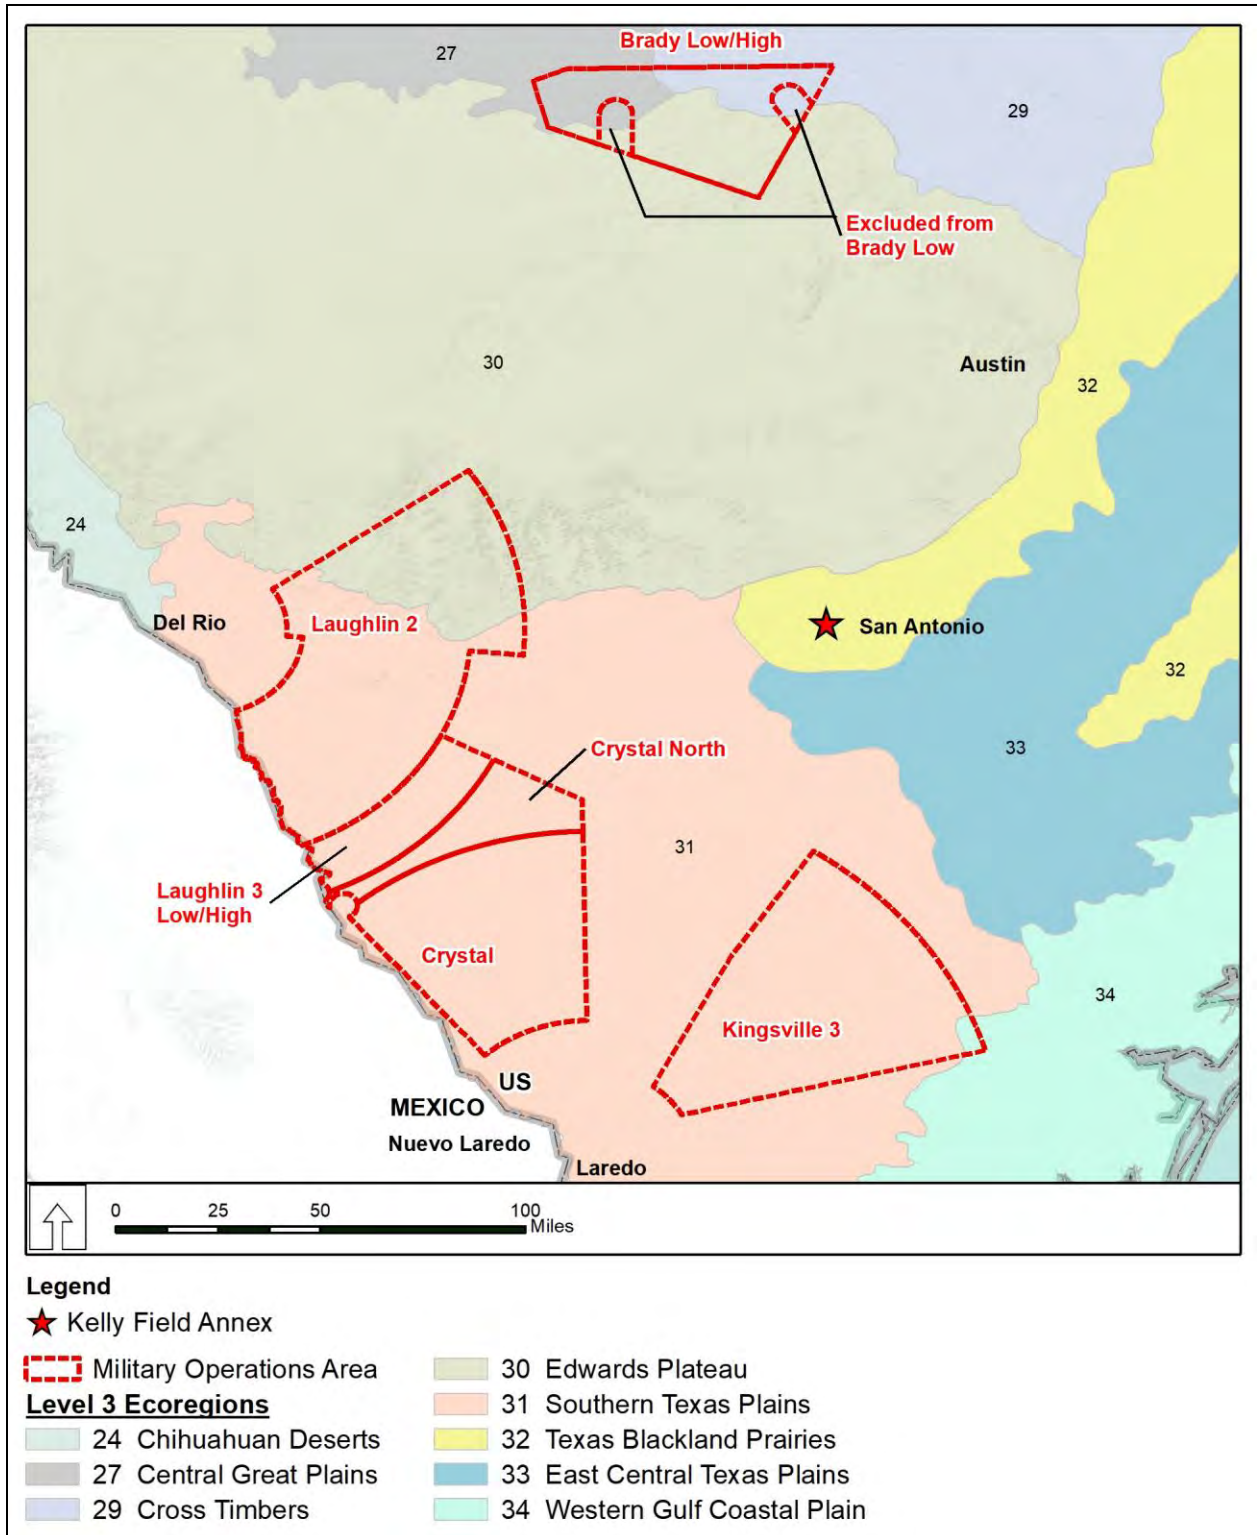 27
Brady Low/High
29
Excluded from
Brady Low
30
Austin
32
24
Del Rio
Laughlin 2
San Antonio
32
Crystal North
33
31
Laughlin 3
Low/High
Crystal
34
Kingsville 3
US
MEXICO
Nuevo Laredo
Laredo
0 25 50 100
Miles
Legend
Kelly Field Annex
Military Operations Area
Level 3 Ecoregions
24 Chihuahuan Deserts
27 Central Great Plains
29 Cross Timbers
30 Edwards Plateau
31 Southern Texas Plains
32 Texas Blackland Prairies
33 East Central Texas Plains
34 Western Gulf Coastal Plain